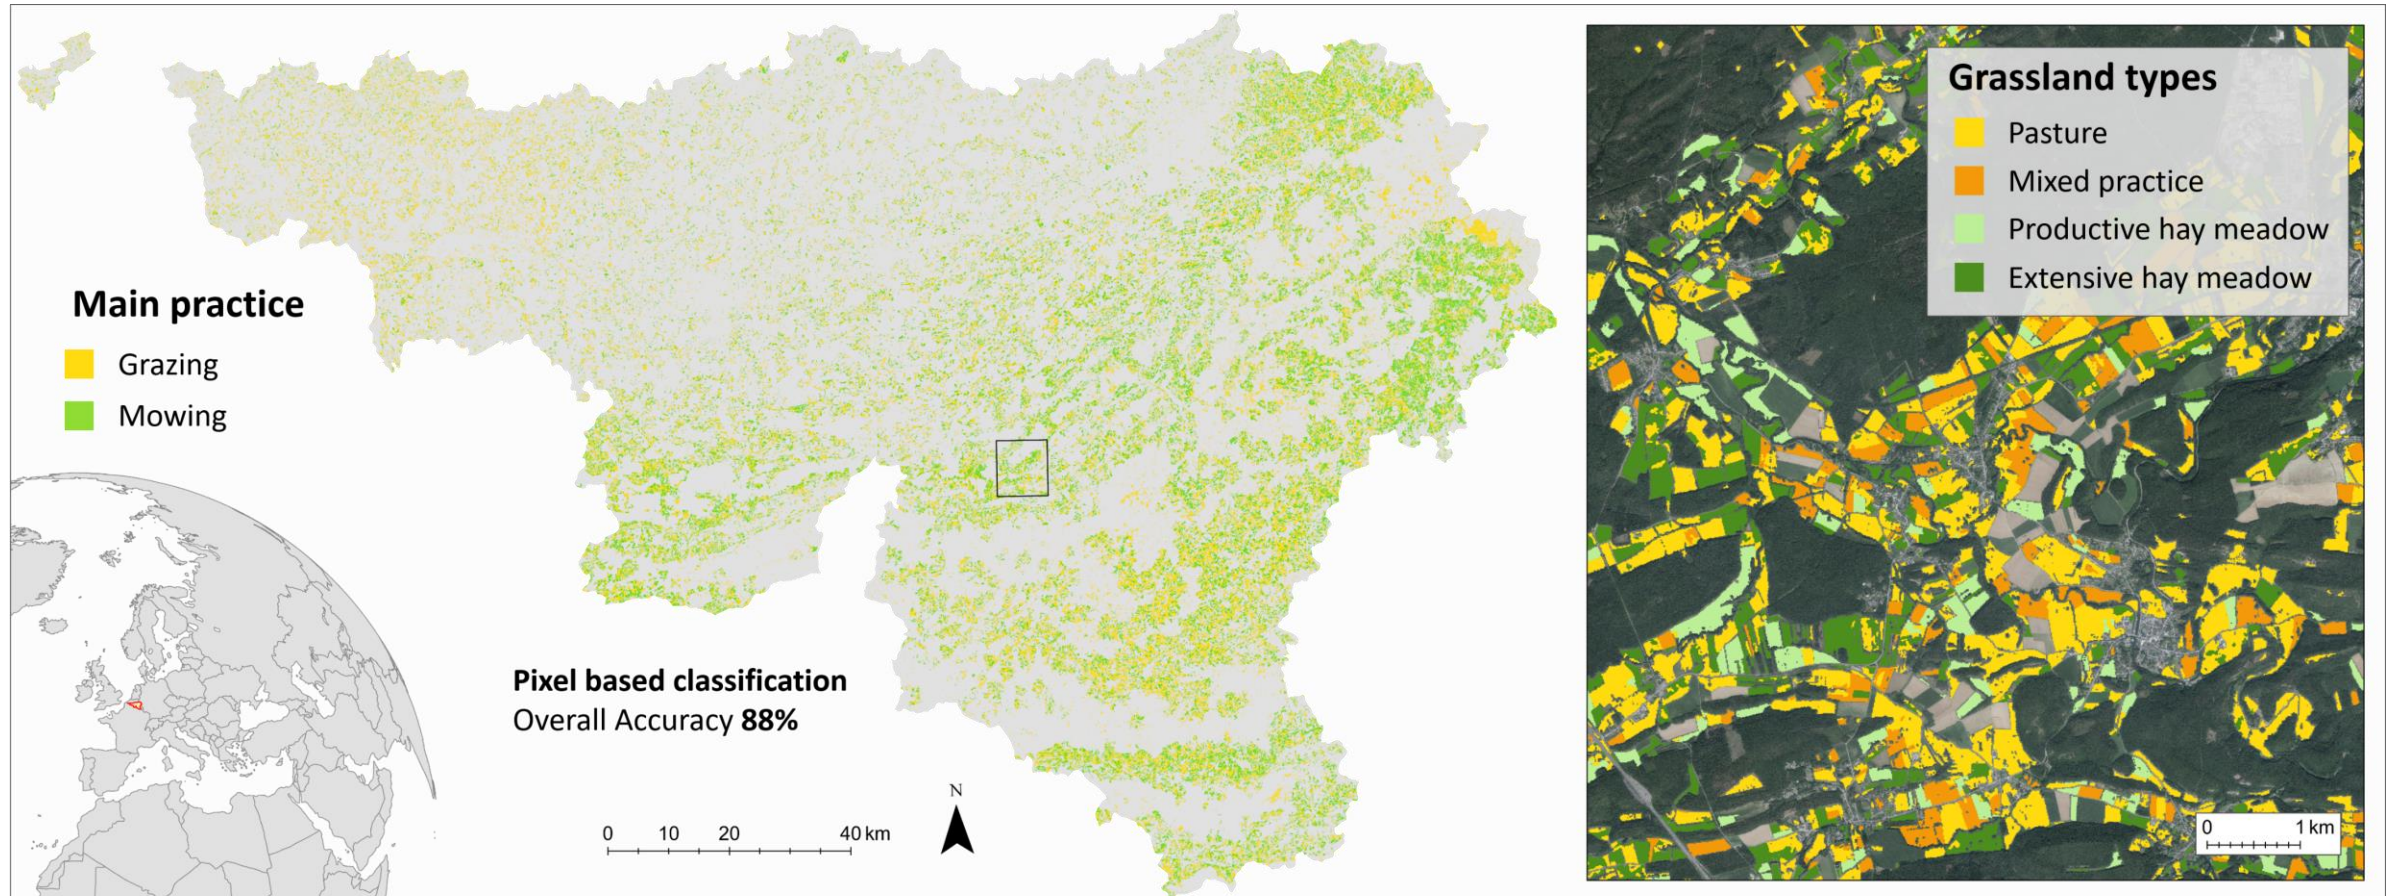 Main practice
Grazing
Mowing
Pixel based classification
Overall Accuracy 88%
0 10 20 40 km
N
Grassland types
Pasture
Mixed practice
Productive hay meadow
Extensive hay meadow
0 1 km